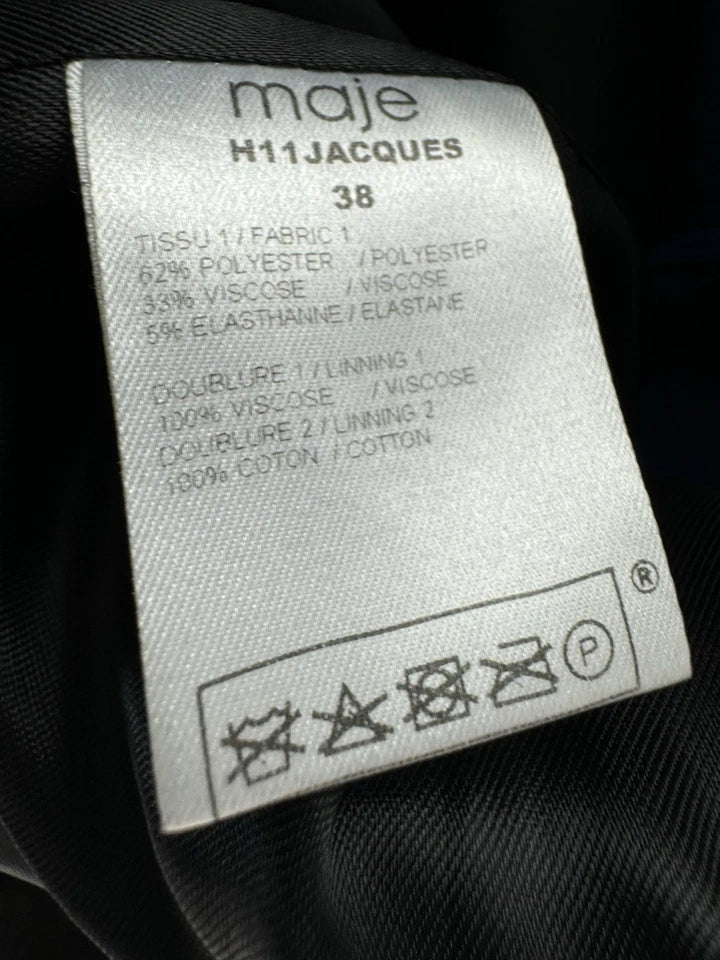 maje
H11JACQUES
38
TISSU 1 / FABRIC 1
62% POLYESTER / POLYESTER
33% VISCOSE / VISCOSE
5% ELASTHANNE / ELASTANE
DOUBLURE 1 / LINNING 1
100% VISCOSE / VISCOSE
DOUBLURE 2 / LINNING 2
100% COTON / COTTON
®
P